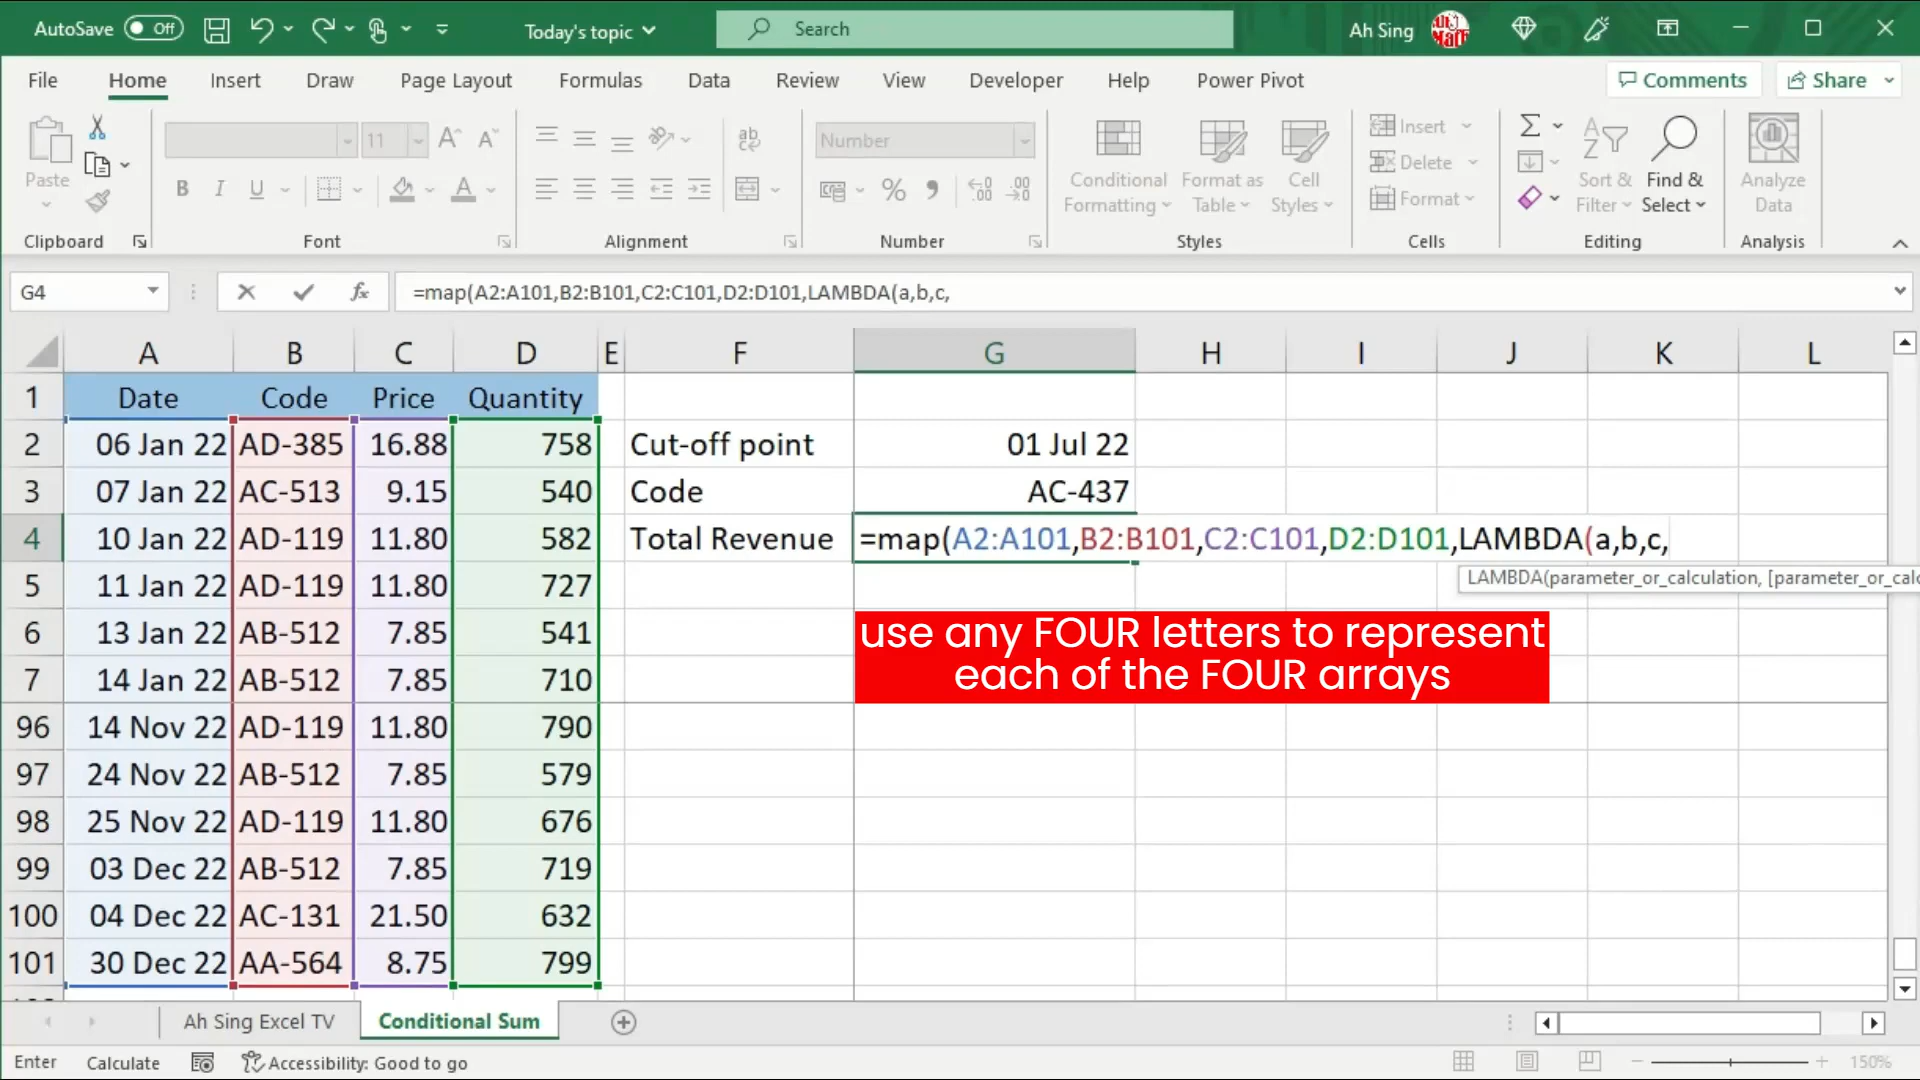 AutoSave Off Today's topic Search Ah Sing
File Home Insert Draw Page Layout Formulas Data Review View Developer Help Power Pivot Comments Share
Paste 11 Number Conditional Formatting Format as Table Cell Styles Insert Delete Format Sort & Filter Find & Select Analyze Data
Clipboard Font Alignment Number Styles Cells Editing Analysis
G4 fx =map(A2:A101,B2:B101,C2:C101,D2:D101,LAMBDA(a,b,c,
A B C D E F G H I J K L
1 Date Code Price Quantity
2 06 Jan 22 AD-385 16.88 758 Cut-off point 01 Jul 22
3 07 Jan 22 AC-513 9.15 540 Code AC-437
4 10 Jan 22 AD-119 11.80 582 Total Revenue =map(A2:A101,B2:B101,C2:C101,D2:D101,LAMBDA(a,b,c,
5 11 Jan 22 AD-119 11.80 727 LAMBDA(parameter_or_calculation, [parameter_or_calc
6 13 Jan 22 AB-512 7.85 541 use any FOUR letters to represent
7 14 Jan 22 AB-512 7.85 710 each of the FOUR arrays
96 14 Nov 22 AD-119 11.80 790
97 24 Nov 22 AB-512 7.85 579
98 25 Nov 22 AD-119 11.80 676
99 03 Dec 22 AB-512 7.85 719
100 04 Dec 22 AC-131 21.50 632
101 30 Dec 22 AA-564 8.75 799
Ah Sing Excel TV Conditional Sum
Enter Calculate Accessibility: Good to go 150%